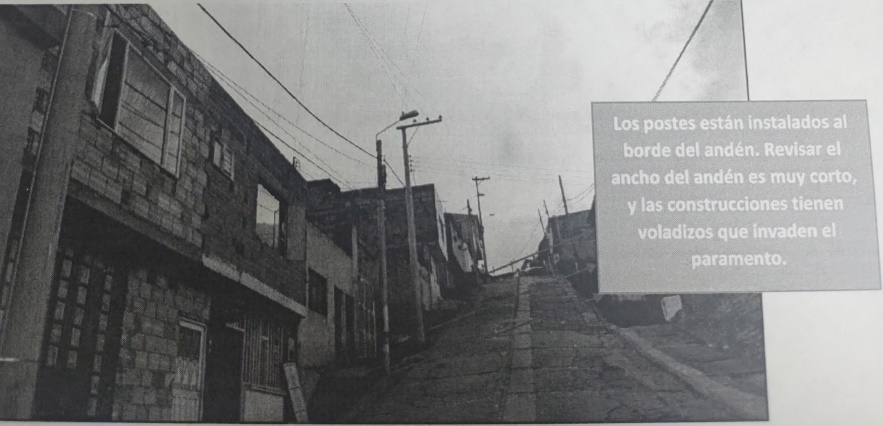 Los postes están instalados al
borde del andén. Revisar el
ancho del andén es muy corto,
y las construcciones tienen
voladizos que invaden el
paramento.